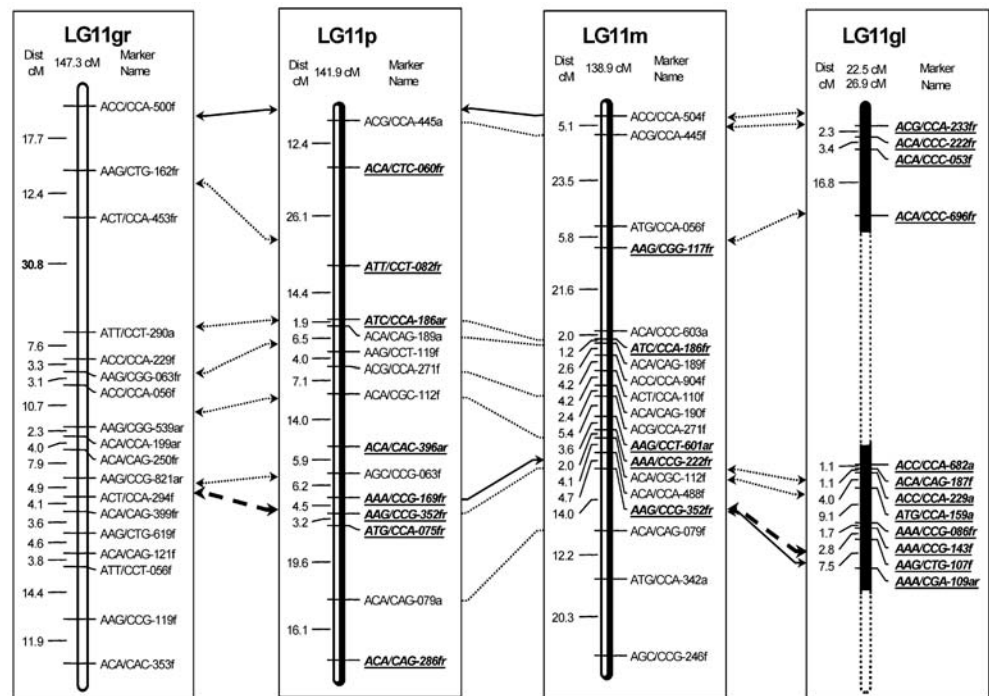 LG11gr
Dist
cM
147.3 cM
Marker
Name
ACC/CCA-500f
17.7
AAG/CTG-162fr
12.4
ACT/CCA-453fr
30.8
ATT/CCT-290a
7.6
ACC/CCA-229f
3.3
AAG/CGG-063fr
3.1
ACC/CCA-056f
10.7
AAG/CGG-539ar
2.3
ACA/CCA-199ar
4.0
ACA/CAG-250fr
7.9
AAG/CCG-821ar
4.9
ACT/CCA-294f
4.1
ACA/CAG-399fr
3.6
AAG/CTG-619f
4.6
ACA/CAG-121f
3.8
ATT/CCT-056f
14.4
AAG/CCG-119f
11.9
ACA/CAC-353f
LG11p
Dist
cM
141.9 cM
Marker
Name
ACG/CCA-445a
12.4
ACA/CTC-060fr
26.1
ATT/CCT-082fr
14.4
ATC/CCA-186ar
1.9
ACA/CAG-189a
6.5
AAG/CCT-119f
4.0
ACG/CCA-271f
7.1
ACA/CGC-112f
14.0
ACA/CAC-396ar
5.9
AGC/CCG-063f
6.2
AAA/CCG-169fr
4.5
AAG/CCG-352fr
3.2
ATG/CCA-075fr
19.6
ACA/CAG-079a
16.1
ACA/CAG-286fr
LG11m
Dist
cM
138.9 cM
Marker
Name
ACC/CCA-504f
5.1
ACG/CCA-445f
23.5
ATG/CCA-056f
5.8
AAG/CGG-117fr
21.6
ACA/CCC-603a
2.0
ATC/CCA-186fr
1.2
ACA/CAG-189f
2.6
ACC/CCA-904f
4.2
ACT/CCA-110f
4.2
ACA/CAG-190f
2.4
ACG/CCA-271f
5.4
AAG/CCT-601ar
3.6
AAA/CCG-222fr
2.0
ACA/CGC-112f
4.1
ACA/CCA-488f
4.7
AAG/CCG-352fr
14.0
ACA/CAG-079f
12.2
ATG/CCA-342a
20.3
AGC/CCG-246f
LG11gl
Dist
cM
22.5 cM
26.9 cM
Marker
Name
ACG/CCA-233fr
2.3
ACA/CCC-222fr
3.4
ACA/CCC-053f
16.8
ACA/CCC-696fr
ACC/CCA-682a
1.1
ACA/CAG-187f
1.1
ACC/CCA-229a
4.0
ATG/CCA-159a
9.1
AAA/CCG-086fr
1.7
AAA/CCG-143f
2.8
AAG/CTG-107f
7.5
AAA/CGA-109ar